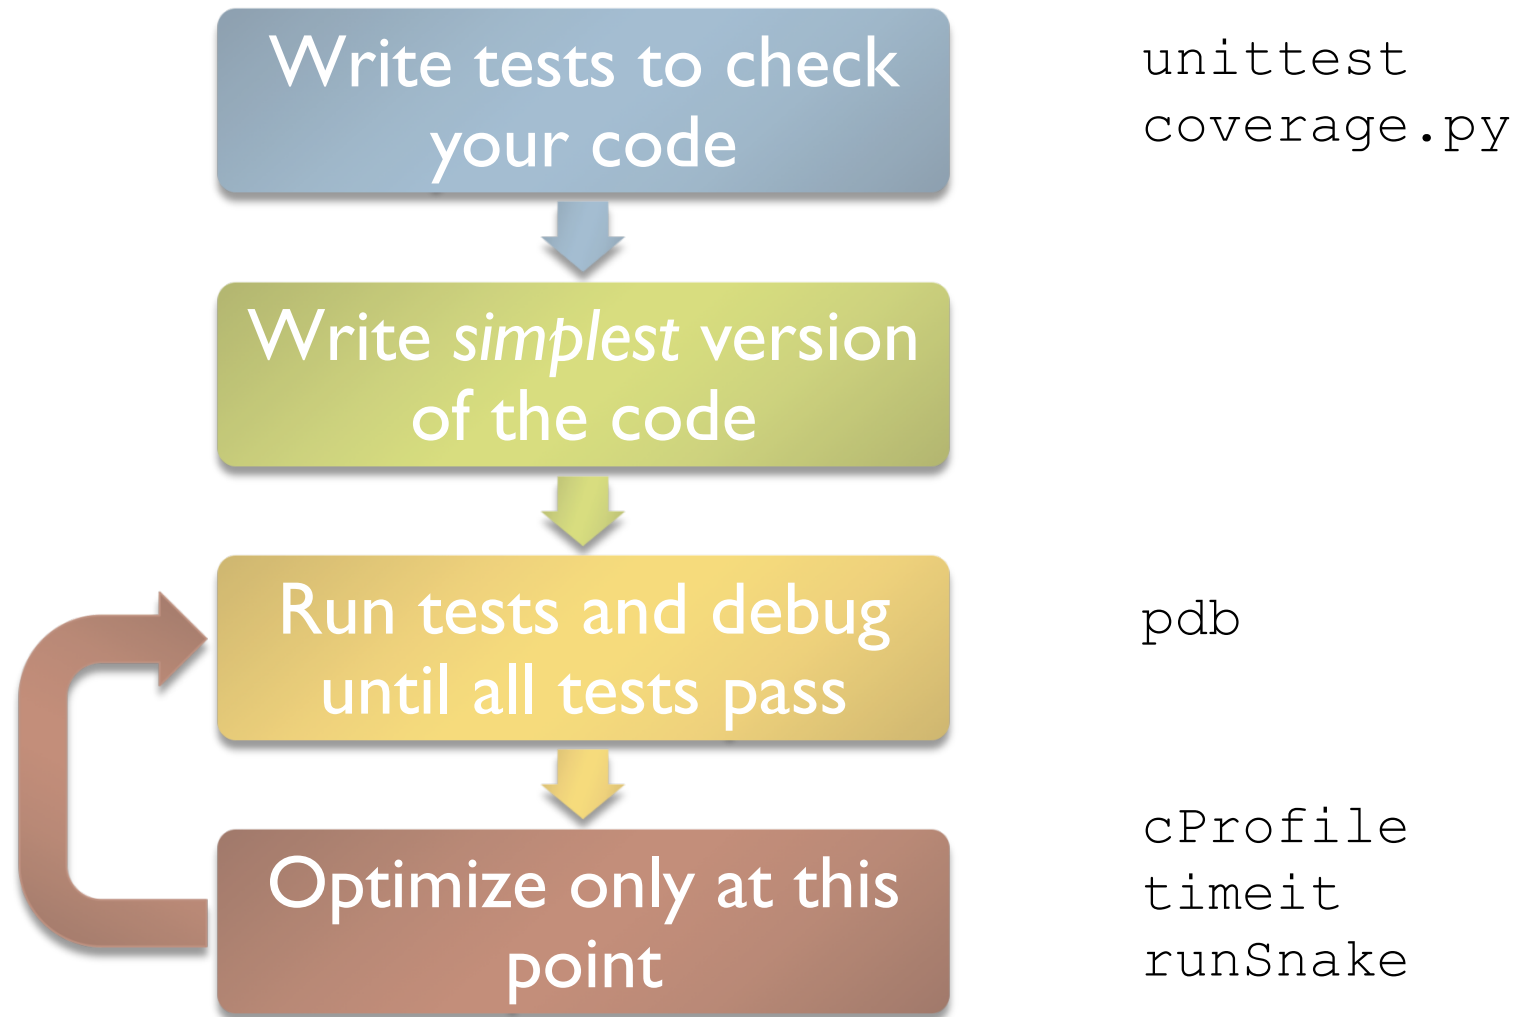 Write tests to check
your code
unittest
coverage.py
Write simplest version
of the code
Run tests and debug
until all tests pass
pdb
Optimize only at this
point
cProfile
timeit
runSnake